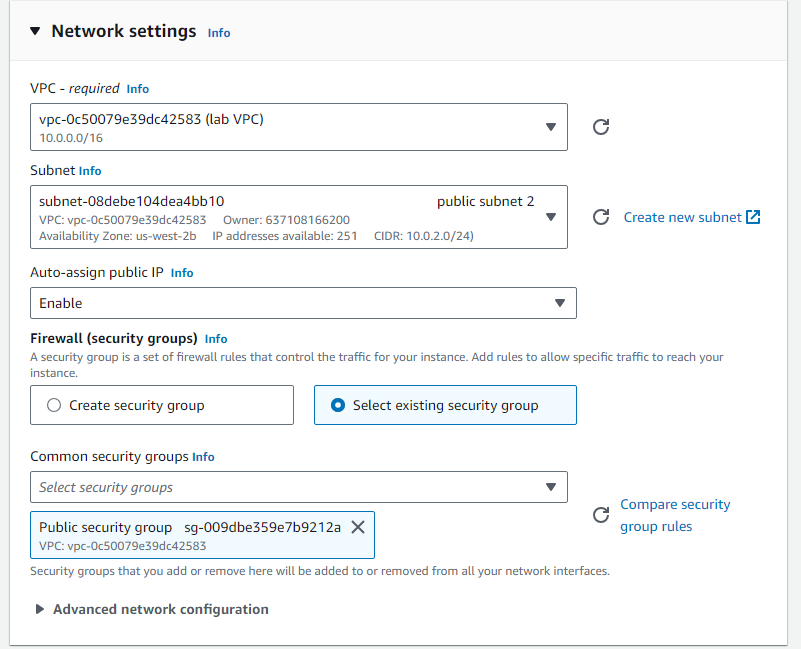 Network settings Info
VPC - required Info
vpc-0c50079e39dc42583 (lab VPC)
10.0.0.0/16
Subnet Info
subnet-08debe104dea4bb10 public subnet 2
VPC: vpc-0c50079e39dc42583 Owner: 637108166200
Availability Zone: us-west-2b IP addresses available: 251 CIDR: 10.0.2.0/24)
Create new subnet
Auto-assign public IP Info
Enable
Firewall (security groups) Info
A security group is a set of firewall rules that control the traffic for your instance. Add rules to allow specific traffic to reach your
instance.
Create security group
Select existing security group
Common security groups Info
Select security groups
Compare security
group rules
Public security group sg-009dbe359e7b9212a
VPC: vpc-0c50079e39dc42583
Security groups that you add or remove here will be added to or removed from all your network interfaces.
Advanced network configuration